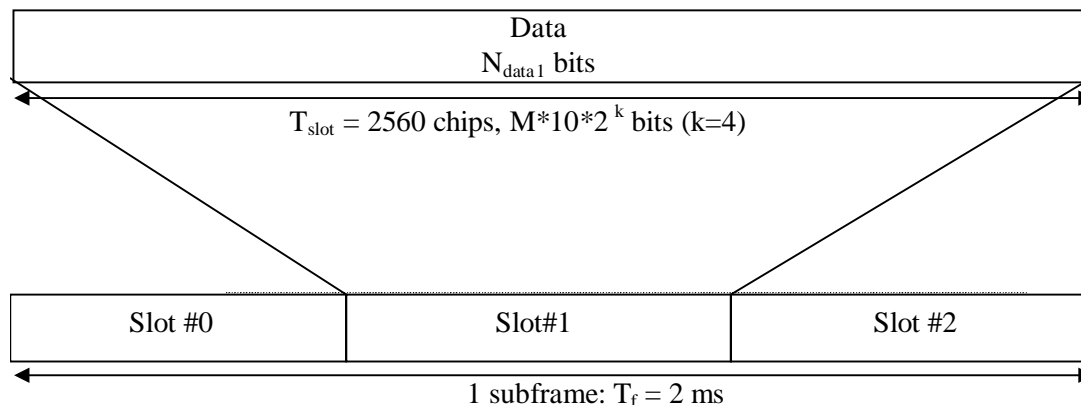 Data
N_data1 bits
T_slot = 2560 chips, M*10*2^k bits (k=4)
Slot #0 Slot#1 Slot #2
1 subframe: T_f = 2 ms